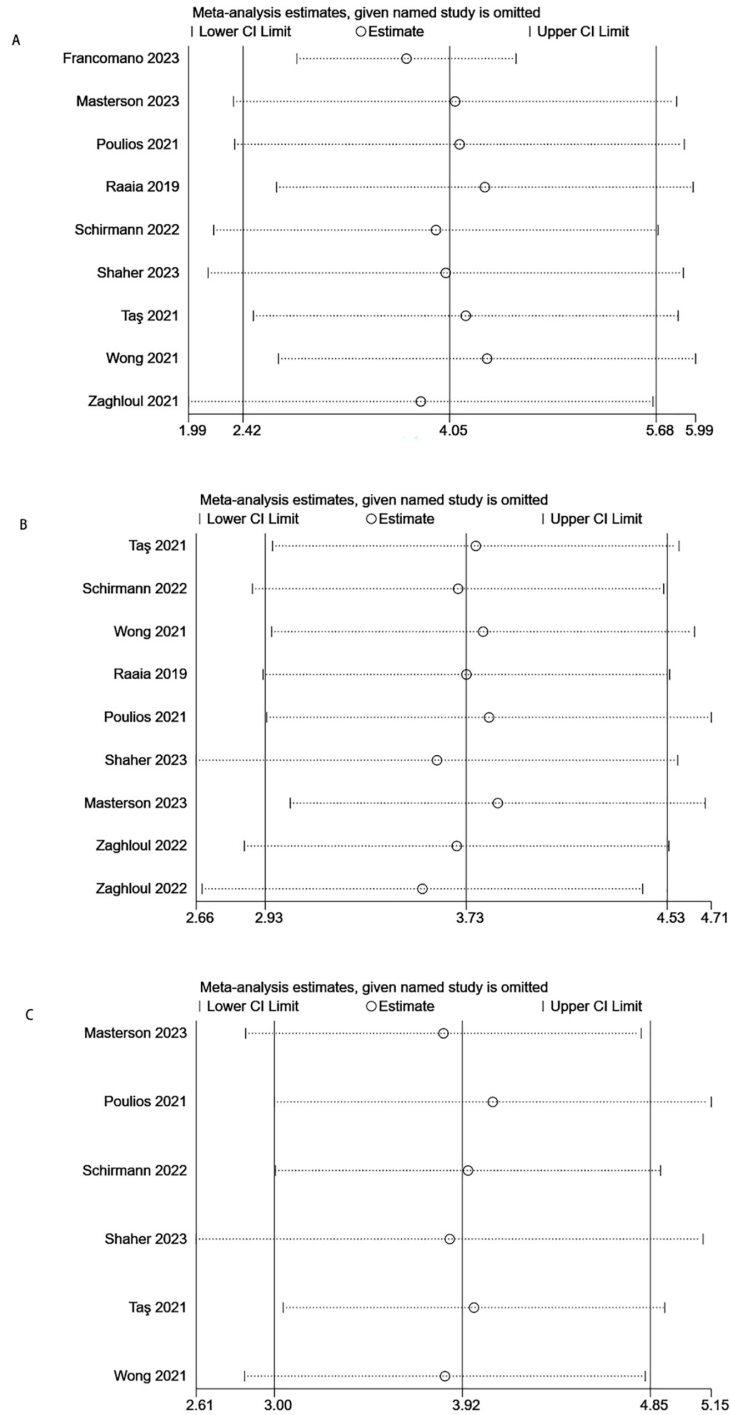 A
Meta-analysis estimates, given named study is omitted
Lower CI Limit Estimate Upper CI Limit
Francomano 2023
Masterson 2023
Poulios 2021
Raaia 2019
Schirmann 2022
Shaher 2023
Taş 2021
Wong 2021
Zaghloul 2021
1.99 2.42 4.05 5.68 5.99
B
Meta-analysis estimates, given named study is omitted
Lower CI Limit Estimate Upper CI Limit
Taş 2021
Schirmann 2022
Wong 2021
Raaia 2019
Poulios 2021
Shaher 2023
Masterson 2023
Zaghloul 2022
Zaghloul 2022
2.66 2.93 3.73 4.53 4.71
C
Meta-analysis estimates, given named study is omitted
Lower CI Limit Estimate Upper CI Limit
Masterson 2023
Poulios 2021
Schirmann 2022
Shaher 2023
Taş 2021
Wong 2021
2.61 3.00 3.92 4.85 5.15